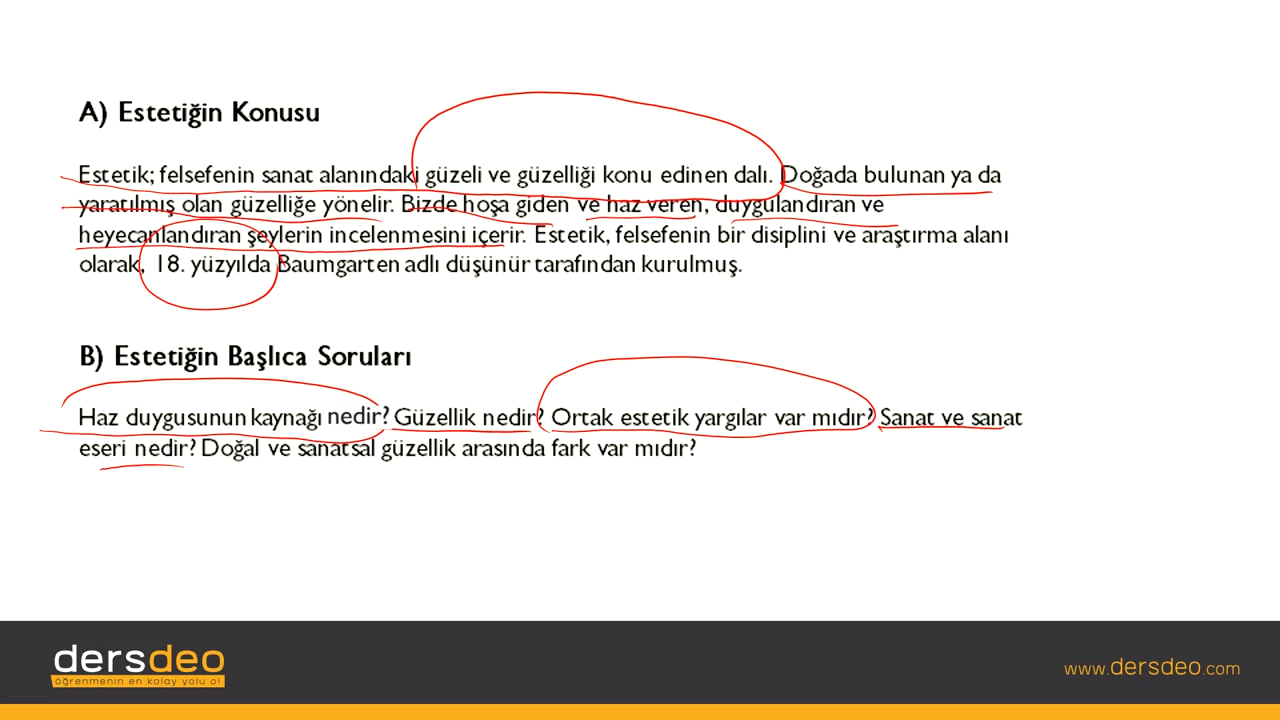 A) Estetiğin Konusu
Estetik; felsefenin sanat alanındaki güzeli ve güzelliği konu edinen dalı. Doğada bulunan ya da
yaratılmış olan güzelliğe yönelir. Bizde hoşa giden ve haz veren, duygulandıran ve
heyecanlandıran şeylerin incelenmesini içerir. Estetik, felsefenin bir disiplini ve araştırma alanı
olarak, 18. yüzyılda Baumgarten adlı düşünür tarafından kurulmuş.
B) Estetiğin Başlıca Soruları
Haz duygusunun kaynağı nedir? Güzellik nedir? Ortak estetik yargılar var mıdır? Sanat ve sanat
eseri nedir? Doğal ve sanatsal güzellik arasında fark var mıdır?
dersdeo
öğrenmenin en kolay yolu o!
www.dersdeo.com